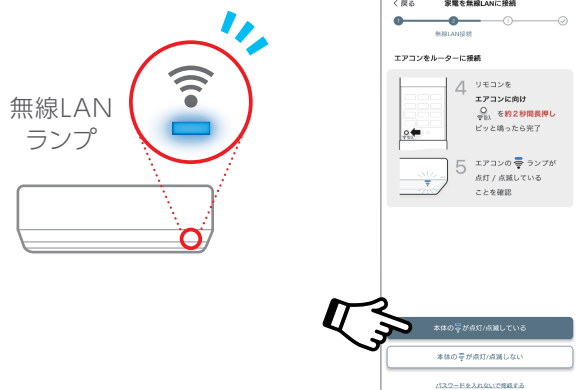 無線LAN
ランプ
く 戻る
家電を無線LANに接続
1
2
3
無線LAN接続
エアコンをルーターに接続
4
リモコンを
エアコンに向け
を約2秒間長押し
ピッと鳴ったら完了
5
エアコンの ランプが
点灯 / 点滅している
ことを確認
本体の が点灯/点滅している
本体の が点灯/点滅しない
パスワードを入れないで接続する